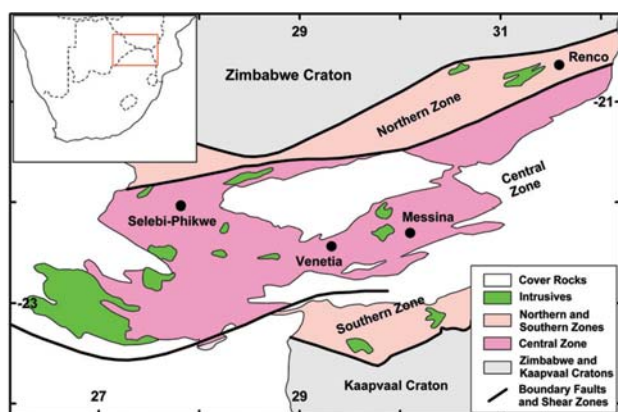 29
31
Zimbabwe Craton
Renco
Northern Zone
-21
Central
Zone
Selebi-Phikwe
Messina
Venetia
-23
Southern Zone
Kaapvaal Craton
27
29
31
Cover Rocks
Intrusives
Northern and
Southern Zones
Central Zone
Zimbabwe and
Kaapvaal Cratons
Boundary Faults
and Shear Zones